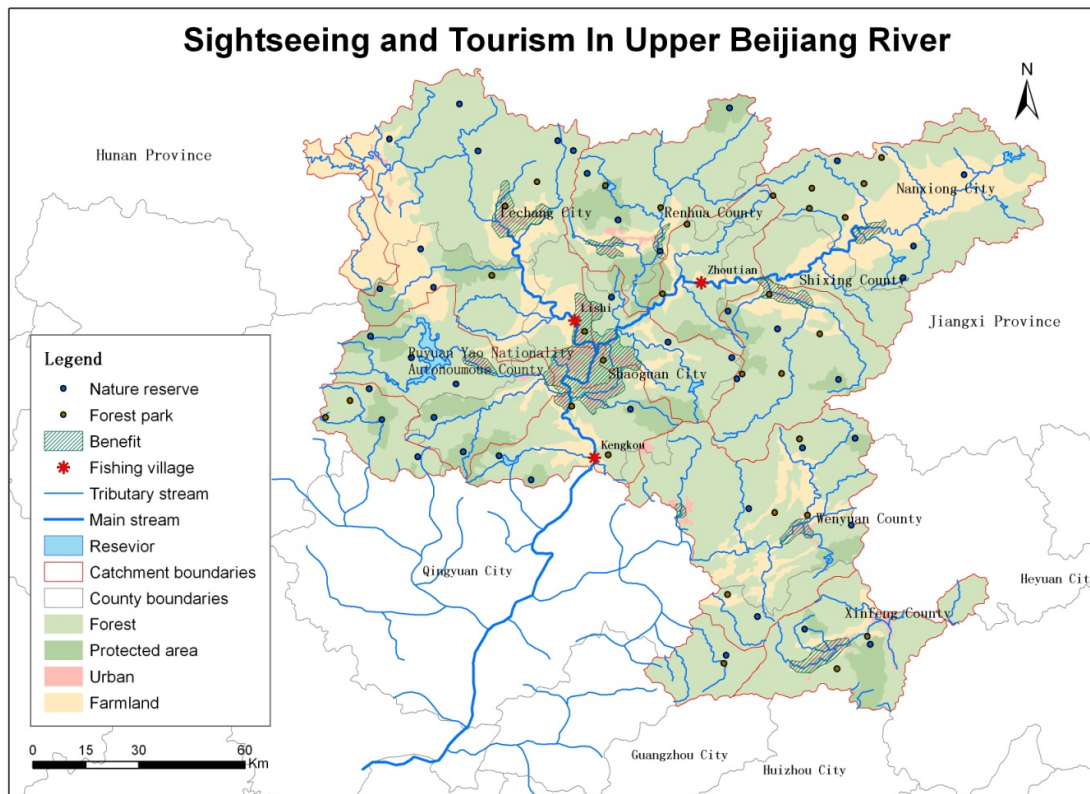 Sightseeing and Tourism In Upper Beijiang River
N
Hunan Province
Nanxiong City
Lechang City
Renhua County
Zhoutian
Shixing County
Lishi
Jiangxi Province
Ruyuan Yao Nationality
Autonoumous County
Shaoguan City
Kengkou
Wenyuan County
Qingyuan City
Heyuan Cit
Xinfeng County
Guangzhou City
Huizhou City
Legend
Nature reserve
Forest park
Benefit
Fishing village
Tributary stream
Main stream
Resevior
Catchment boundaries
County boundaries
Forest
Protected area
Urban
Farmland
0 15 30 60
Km